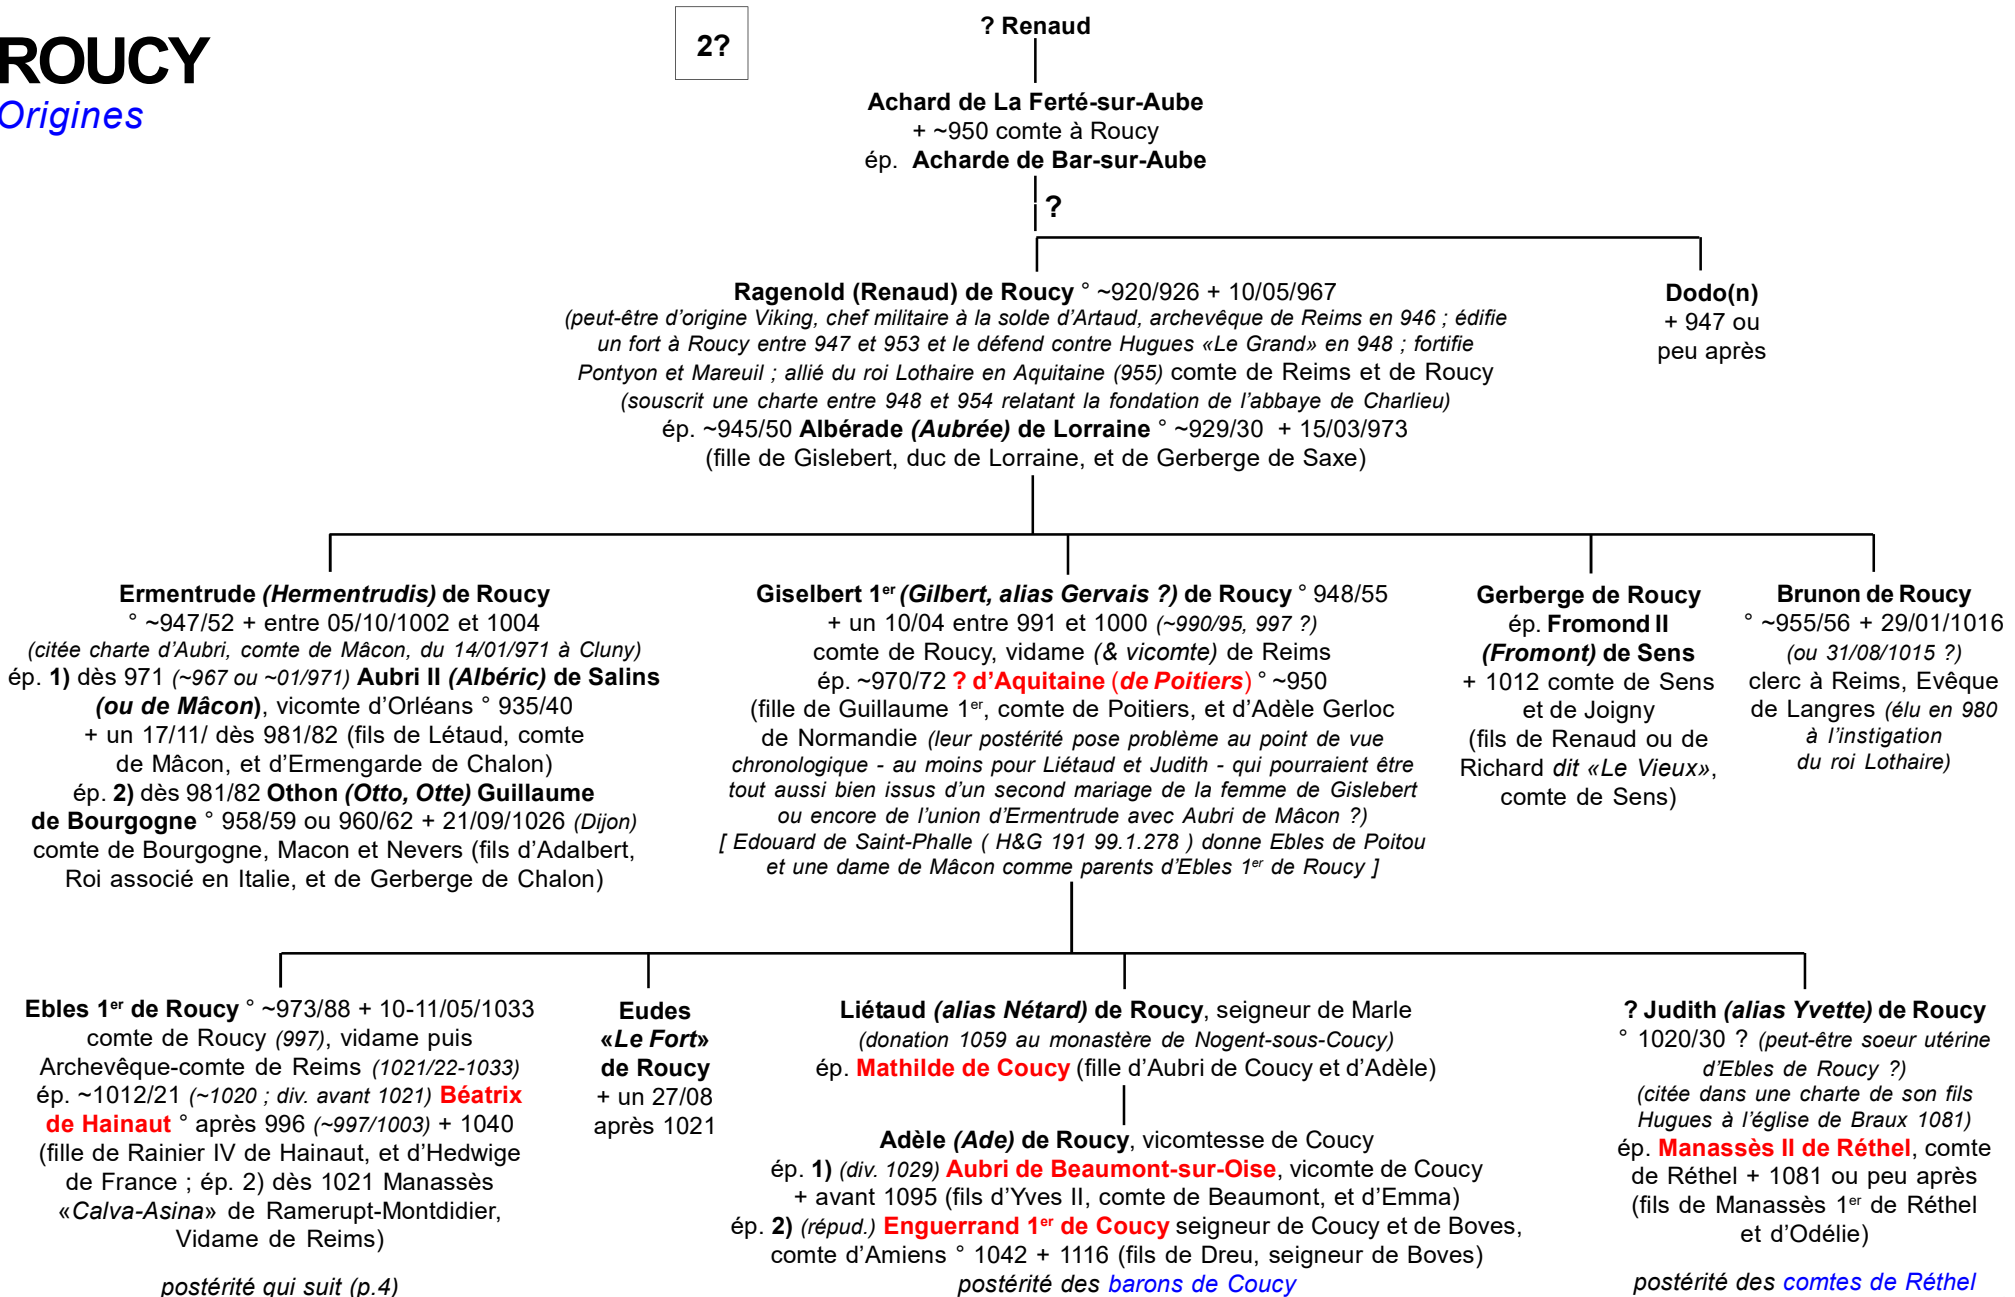 ROUCY
Origines
2?
? Renaud
Achard de La Ferté-sur-Aube
+ ~950 comte à Roucy
ép. Acharde de Bar-sur-Aube
?
Ragenold (Renaud) de Roucy ° ~920/926 + 10/05/967
(peut-être d'origine Viking, chef militaire à la solde d'Artaud, archevêque de Reims en 946 ; édifie
un fort à Roucy entre 947 et 953 et le défend contre Hugues «Le Grand» en 948 ; fortifie
Pontyon et Mareuil ; allié du roi Lothaire en Aquitaine (955) comte de Reims et de Roucy
(souscrit une charte entre 948 et 954 relatant la fondation de l'abbaye de Charlieu)
ép. ~945/50 Albérade (Aubrée) de Lorraine ° ~929/30 + 15/03/973
(fille de Gislebert, duc de Lorraine, et de Gerberge de Saxe)
Dodo(n)
+ 947 ou
peu après
Ermentrude (Hermentrudis) de Roucy
° ~947/52 + entre 05/10/1002 et 1004
(citée charte d'Aubri, comte de Mâcon, du 14/01/971 à Cluny)
ép. 1) dès 971 (~967 ou ~01/971) Aubri II (Albéric) de Salins
(ou de Mâcon), vicomte d'Orléans ° 935/40
+ un 17/11/ dès 981/82 (fils de Létaud, comte
de Mâcon, et d'Ermengarde de Chalon)
ép. 2) dès 981/82 Othon (Otto, Otte) Guillaume
de Bourgogne ° 958/59 ou 960/62 + 21/09/1026 (Dijon)
comte de Bourgogne, Macon et Nevers (fils d'Adalbert,
Roi associé en Italie, et de Gerberge de Chalon)
Giselbert 1er (Gilbert, alias Gervais ?) de Roucy ° 948/55
+ un 10/04 entre 991 et 1000 (~990/95, 997 ?)
comte de Roucy, vidame (& vicomte) de Reims
ép. ~970/72 ? d'Aquitaine (de Poitiers) ° ~950
(fille de Guillaume 1er, comte de Poitiers, et d'Adèle Gerloc
de Normandie (leur postérité pose problème au point de vue
chronologique - au moins pour Liétaud et Judith - qui pourraient être
tout aussi bien issus d'un second mariage de la femme de Gislebert
ou encore de l'union d'Ermentrude avec Aubri de Mâcon ?)
[ Edouard de Saint-Phalle ( H&G 191 99.1.278 ) donne Ebles de Poitou
et une dame de Mâcon comme parents d'Ebles 1er de Roucy ]
Gerberge de Roucy
ép. Fromond II
(Fromont) de Sens
+ 1012 comte de Sens
et de Joigny
(fils de Renaud ou de
Richard dit «Le Vieux»,
comte de Sens)
Brunon de Roucy
° ~955/56 + 29/01/1016
(ou 31/08/1015 ?)
clerc à Reims, Evêque
de Langres (élu en 980
à l'instigation
du roi Lothaire)
Ebles 1er de Roucy ° ~973/88 + 10-11/05/1033
comte de Roucy (997), vidame puis
Archevêque-comte de Reims (1021/22-1033)
ép. ~1012/21 (~1020 ; div. avant 1021) Béatrix
de Hainaut ° après 996 (~997/1003) + 1040
(fille de Rainier IV de Hainaut, et d'Hedwige
de France ; ép. 2) dès 1021 Manassès
«Calva-Asina» de Ramerupt-Montdidier,
Vidame de Reims)
postérité qui suit (p.4)
Eudes
«Le Fort»
de Roucy
+ un 27/08
après 1021
Liétaud (alias Nétard) de Roucy, seigneur de Marle
(donation 1059 au monastère de Nogent-sous-Coucy)
ép. Mathilde de Coucy (fille d'Aubri de Coucy et d'Adèle)
Adèle (Ade) de Roucy, vicomtesse de Coucy
ép. 1) (div. 1029) Aubri de Beaumont-sur-Oise, vicomte de Coucy
+ avant 1095 (fils d'Yves II, comte de Beaumont, et d'Emma)
ép. 2) (répud.) Enguerrand 1er de Coucy seigneur de Coucy et de Boves,
comte d'Amiens ° 1042 + 1116 (fils de Dreu, seigneur de Boves)
postérité des barons de Coucy
? Judith (alias Yvette) de Roucy
° 1020/30 ? (peut-être soeur utérine
d'Ebles de Roucy ?)
(citée dans une charte de son fils
Hugues à l'église de Braux 1081)
ép. Manassès II de Réthel, comte
de Réthel + 1081 ou peu après
(fils de Manassès 1er de Réthel
et d'Odélie)
postérité des comtes de Réthel